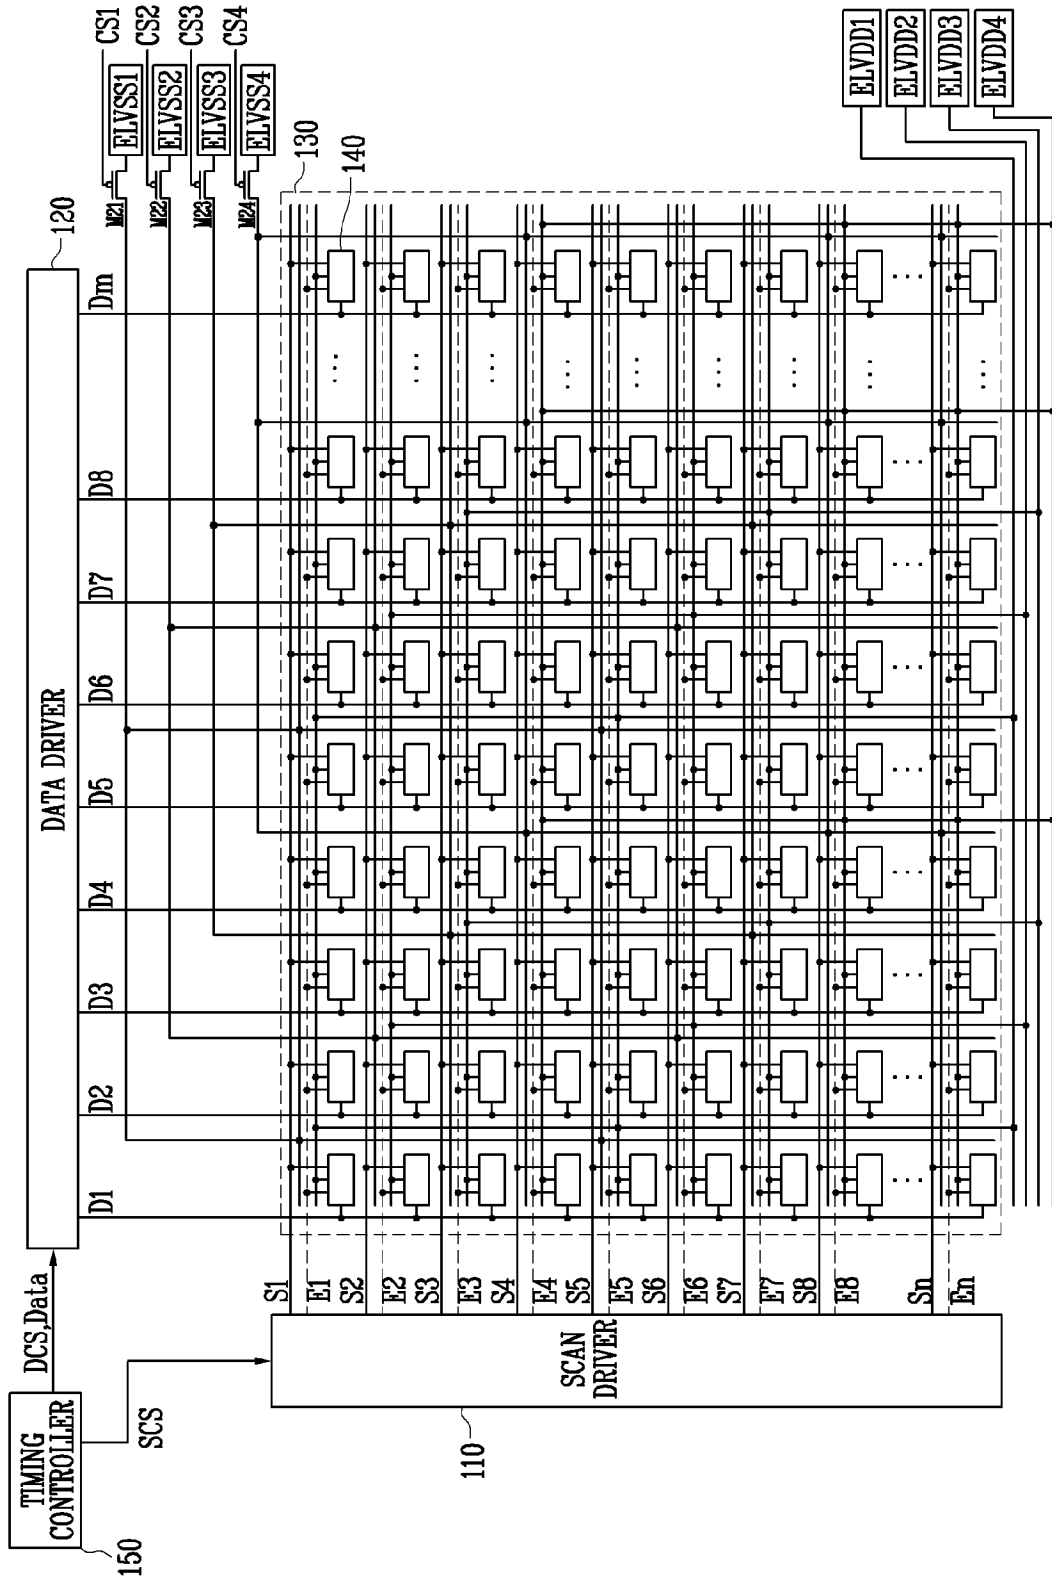 TIMING
CONTROLLER
150
DCS,Data
SCS
DATA DRIVER
120
D1
D2
D3
D4
D5
D6
D7
D8
Dm
CS1
CS2
CS3
CS4
ELVSS1
ELVSS2
ELVSS3
ELVSS4
M21
M22
M23
M24
130
140
SCAN
DRIVER
110
S1
E1
S2
E2
S3
E3
S4
E4
S5
E5
S6
E6
S7
E7
S8
E8
Sn
En
ELVDD1
ELVDD2
ELVDD3
ELVDD4